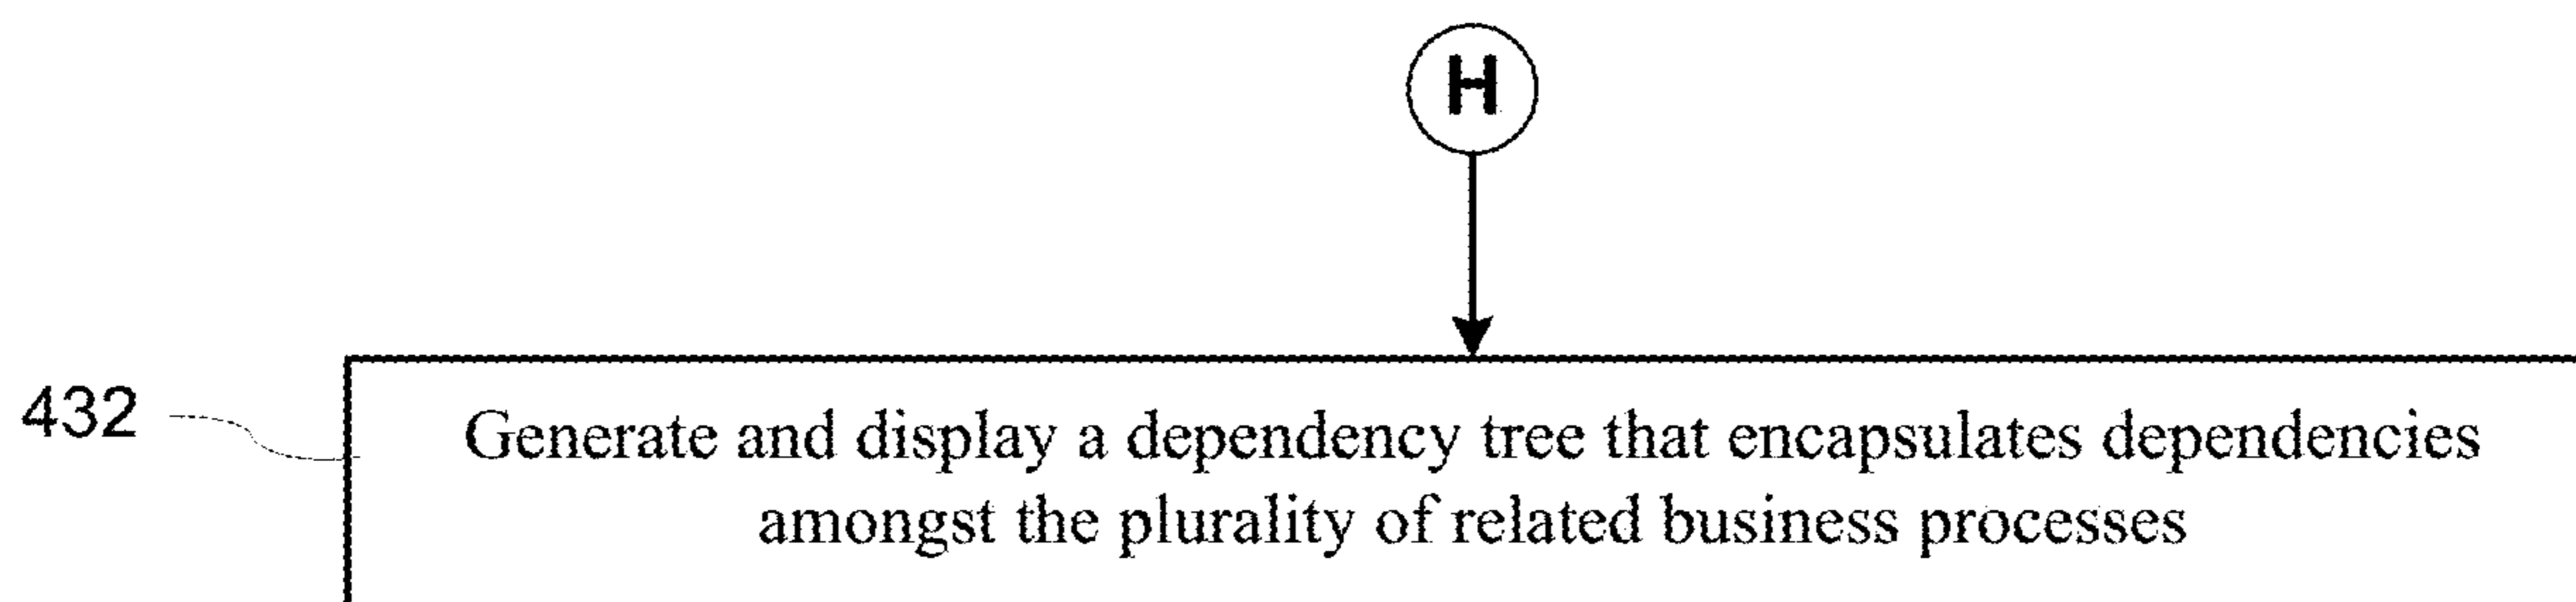 H
432
Generate and display a dependency tree that encapsulates dependencies
amongst the plurality of related business processes